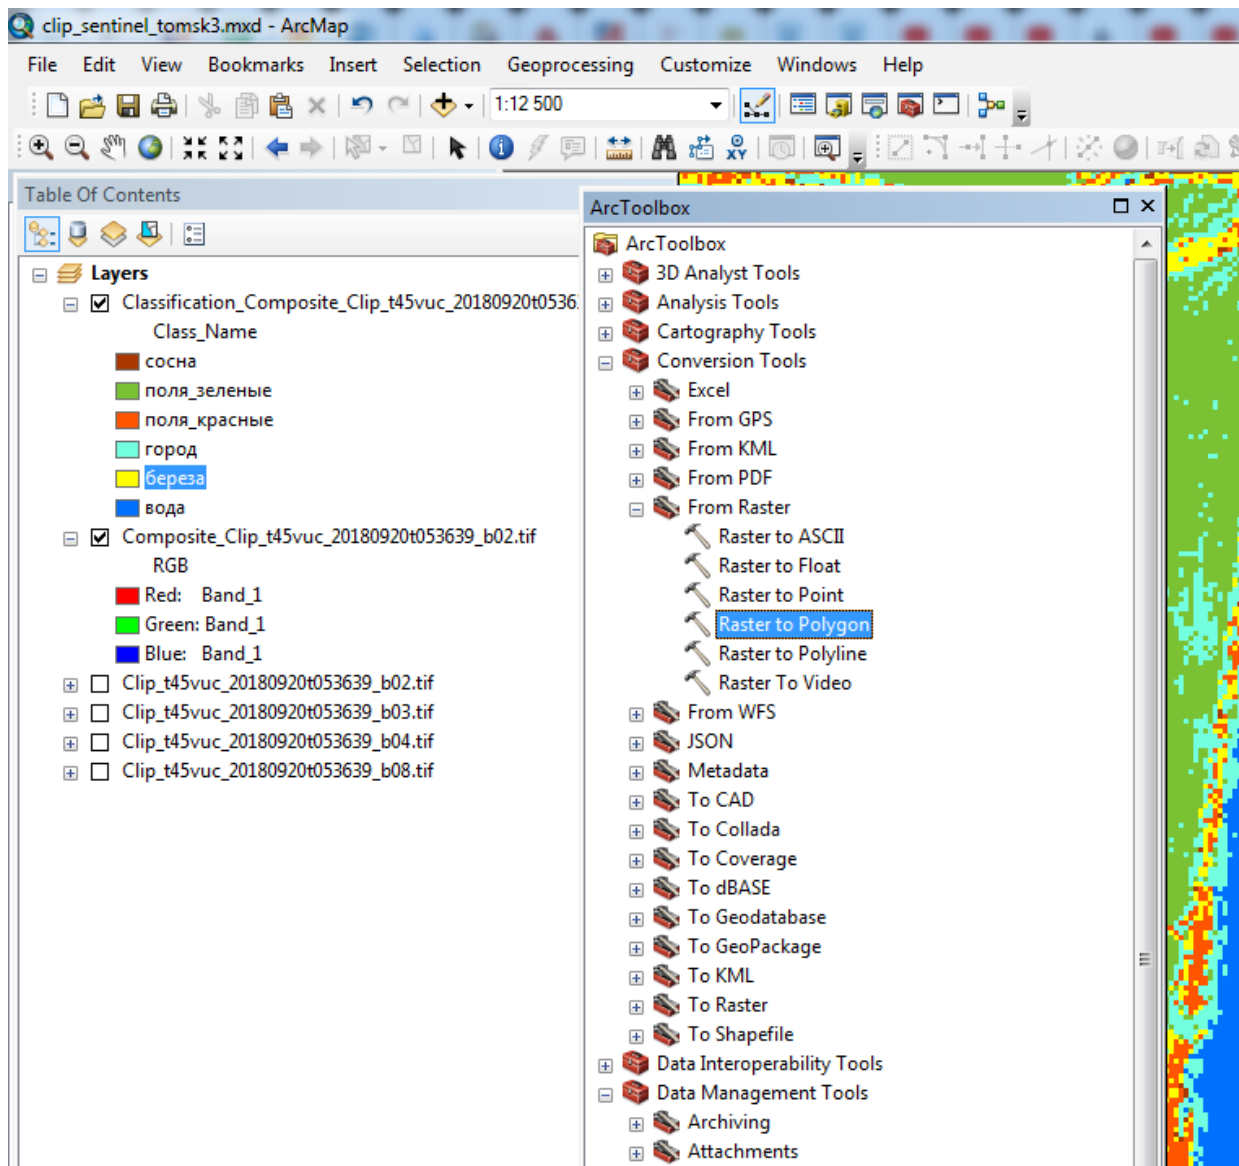 clip_sentinel_tomsk3.mxd - ArcMap
File Edit View Bookmarks Insert Selection Geoprocessing Customize Windows Help
1:12 500
XY
Table Of Contents
Layers
Classification_Composite_Clip_t45vuc_20180920t0536
Class_Name
сосна
поля_зеленые
поля_красные
город
береза
вода
Composite_Clip_t45vuc_20180920t053639_b02.tif
RGB
Red: Band_1
Green: Band_1
Blue: Band_1
Clip_t45vuc_20180920t053639_b02.tif
Clip_t45vuc_20180920t053639_b03.tif
Clip_t45vuc_20180920t053639_b04.tif
Clip_t45vuc_20180920t053639_b08.tif
ArcToolbox
ArcToolbox
3D Analyst Tools
Analysis Tools
Cartography Tools
Conversion Tools
Excel
From GPS
From KML
From PDF
From Raster
Raster to ASCII
Raster to Float
Raster to Point
Raster to Polygon
Raster to Polyline
Raster To Video
From WFS
JSON
Metadata
To CAD
To Collada
To Coverage
To dBASE
To Geodatabase
To GeoPackage
To KML
To Raster
To Shapefile
Data Interoperability Tools
Data Management Tools
Archiving
Attachments